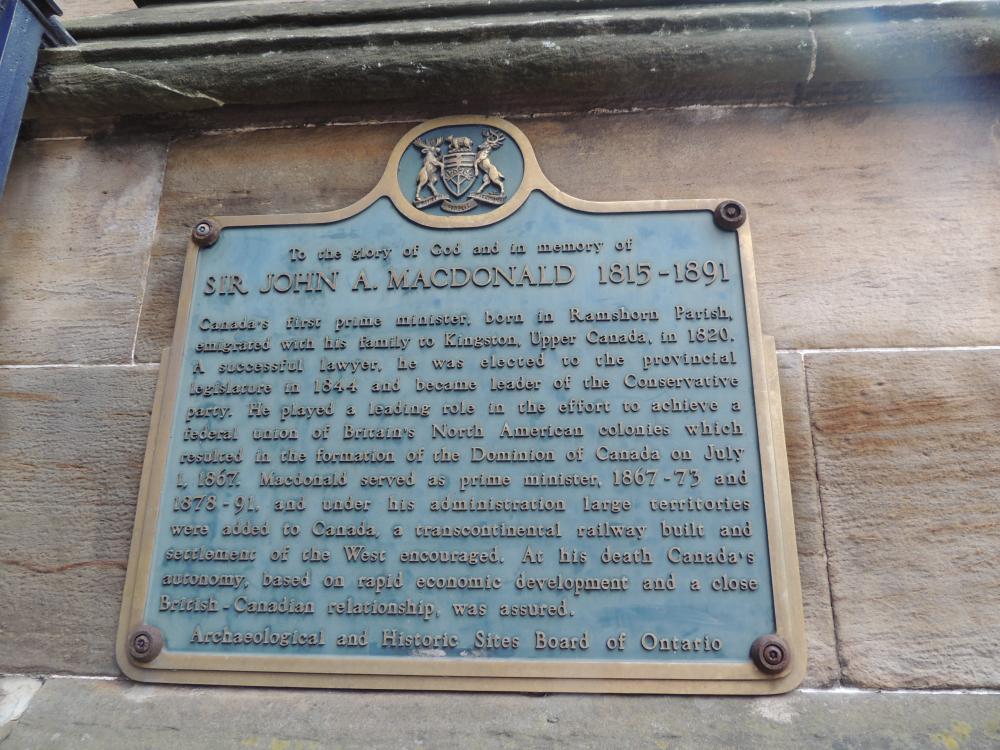 To the glory of God and in memory of
SIR JOHN A. MACDONALD 1815-1891
Canada's first prime minister, born in Ramshorn Parish,
emigrated with his family to Kingston, Upper Canada, in 1820.
A successful lawyer, he was elected to the provincial
legislature in 1844 and became leader of the Conservative
party. He played a leading role in the effort to achieve a
federal union of Britain's North American colonies which
resulted in the formation of the Dominion of Canada on July
1, 1867. Macdonald served as prime minister, 1867-73 and
1878-91, and under his administration large territories
were added to Canada, a transcontinental railway built and
settlement of the West encouraged. At his death Canada's
autonomy, based on rapid economic development and a close
British-Canadian relationship, was assured.
Archaeological and Historic Sites Board of Ontario